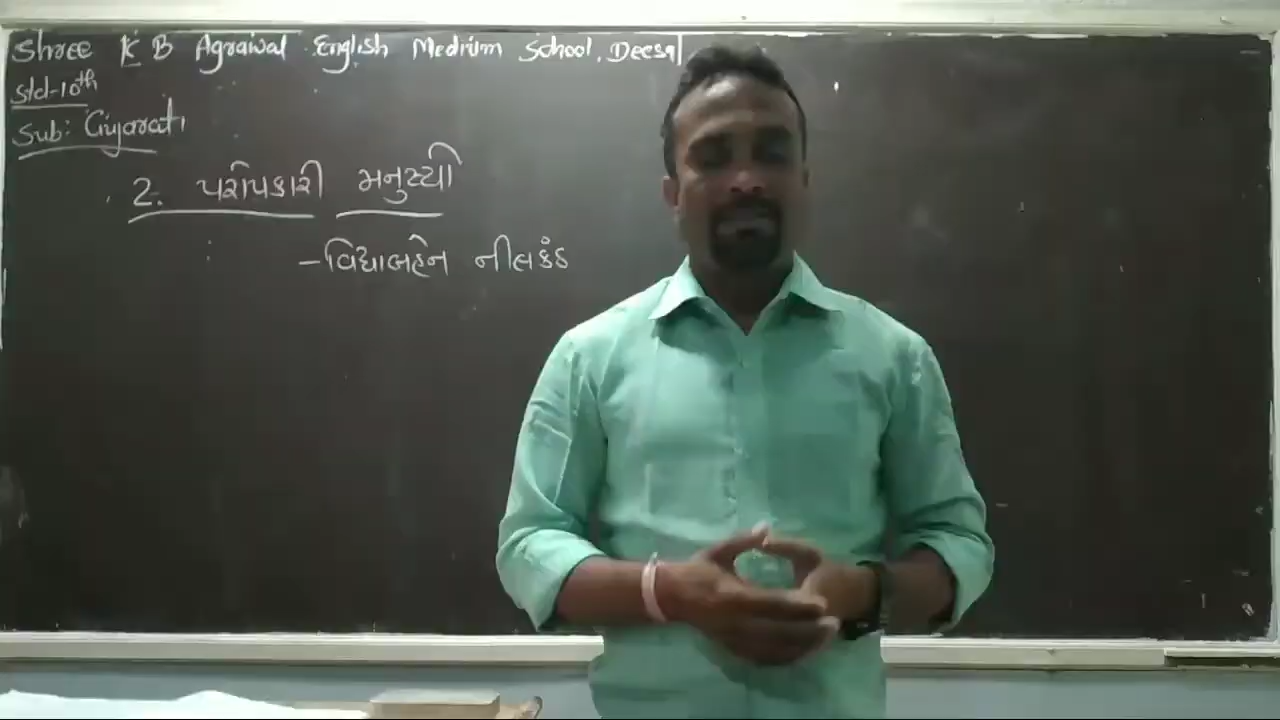 Shree K B Agrawal English Medium School, Deesa
Std-10th
Sub: Gujarati
2. પરોપકારી મનુષ્યો
- વિદ્યાબહેન નીલકંઠ